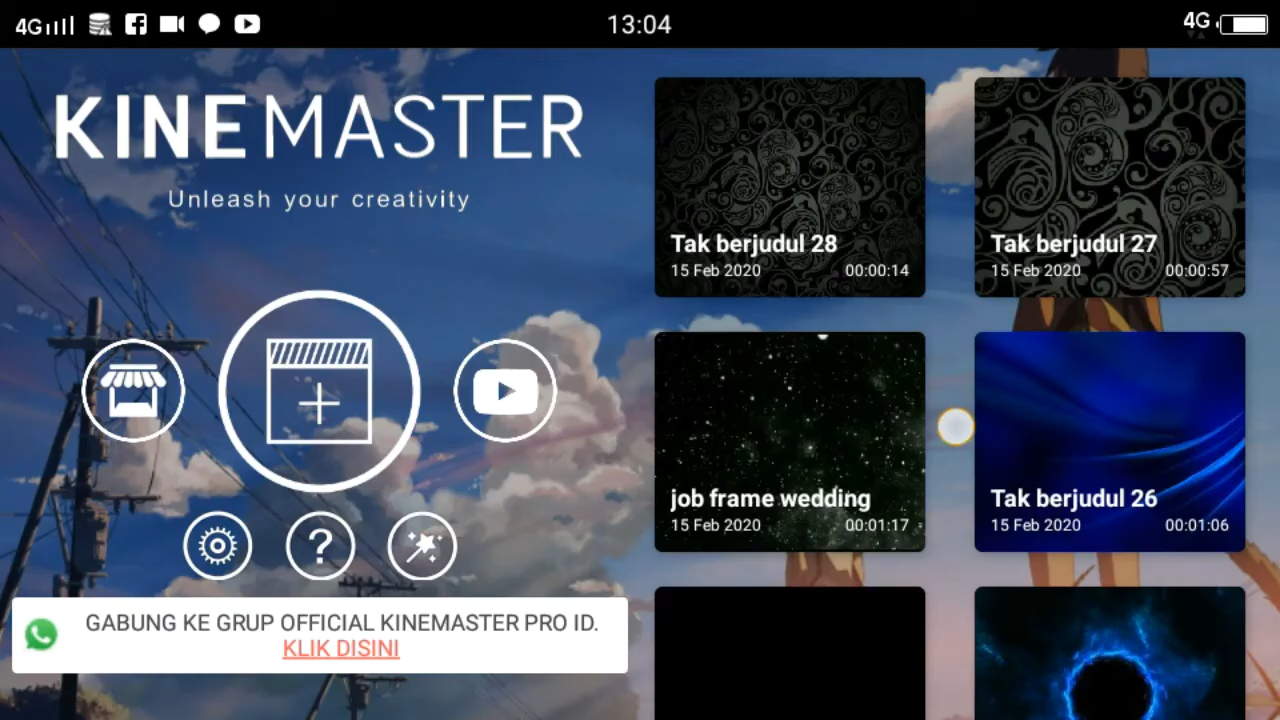 4G
13:04
4G
KINEMASTER
Unleash your creativity
Tak berjudul 28
15 Feb 2020 00:00:14
Tak berjudul 27
15 Feb 2020 00:00:57
job frame wedding
15 Feb 2020 00:01:17
Tak berjudul 26
15 Feb 2020 00:01:06
?
GABUNG KE GRUP OFFICIAL KINEMASTER PRO ID.
KLIK DISINI